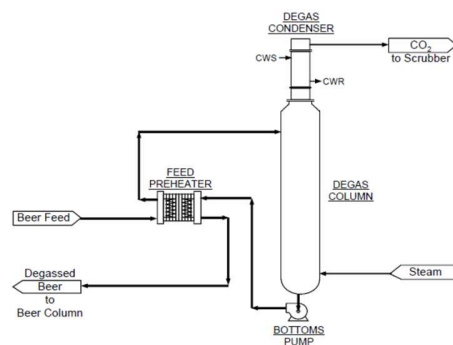 DEGAS
CONDENSER
CO2
to Scrubber
CWS
CWR
FEED
PREHEATER
DEGAS
COLUMN
Beer Feed
Degassed
Beer
to
Beer Column
Steam
BOTTOMS
PUMP